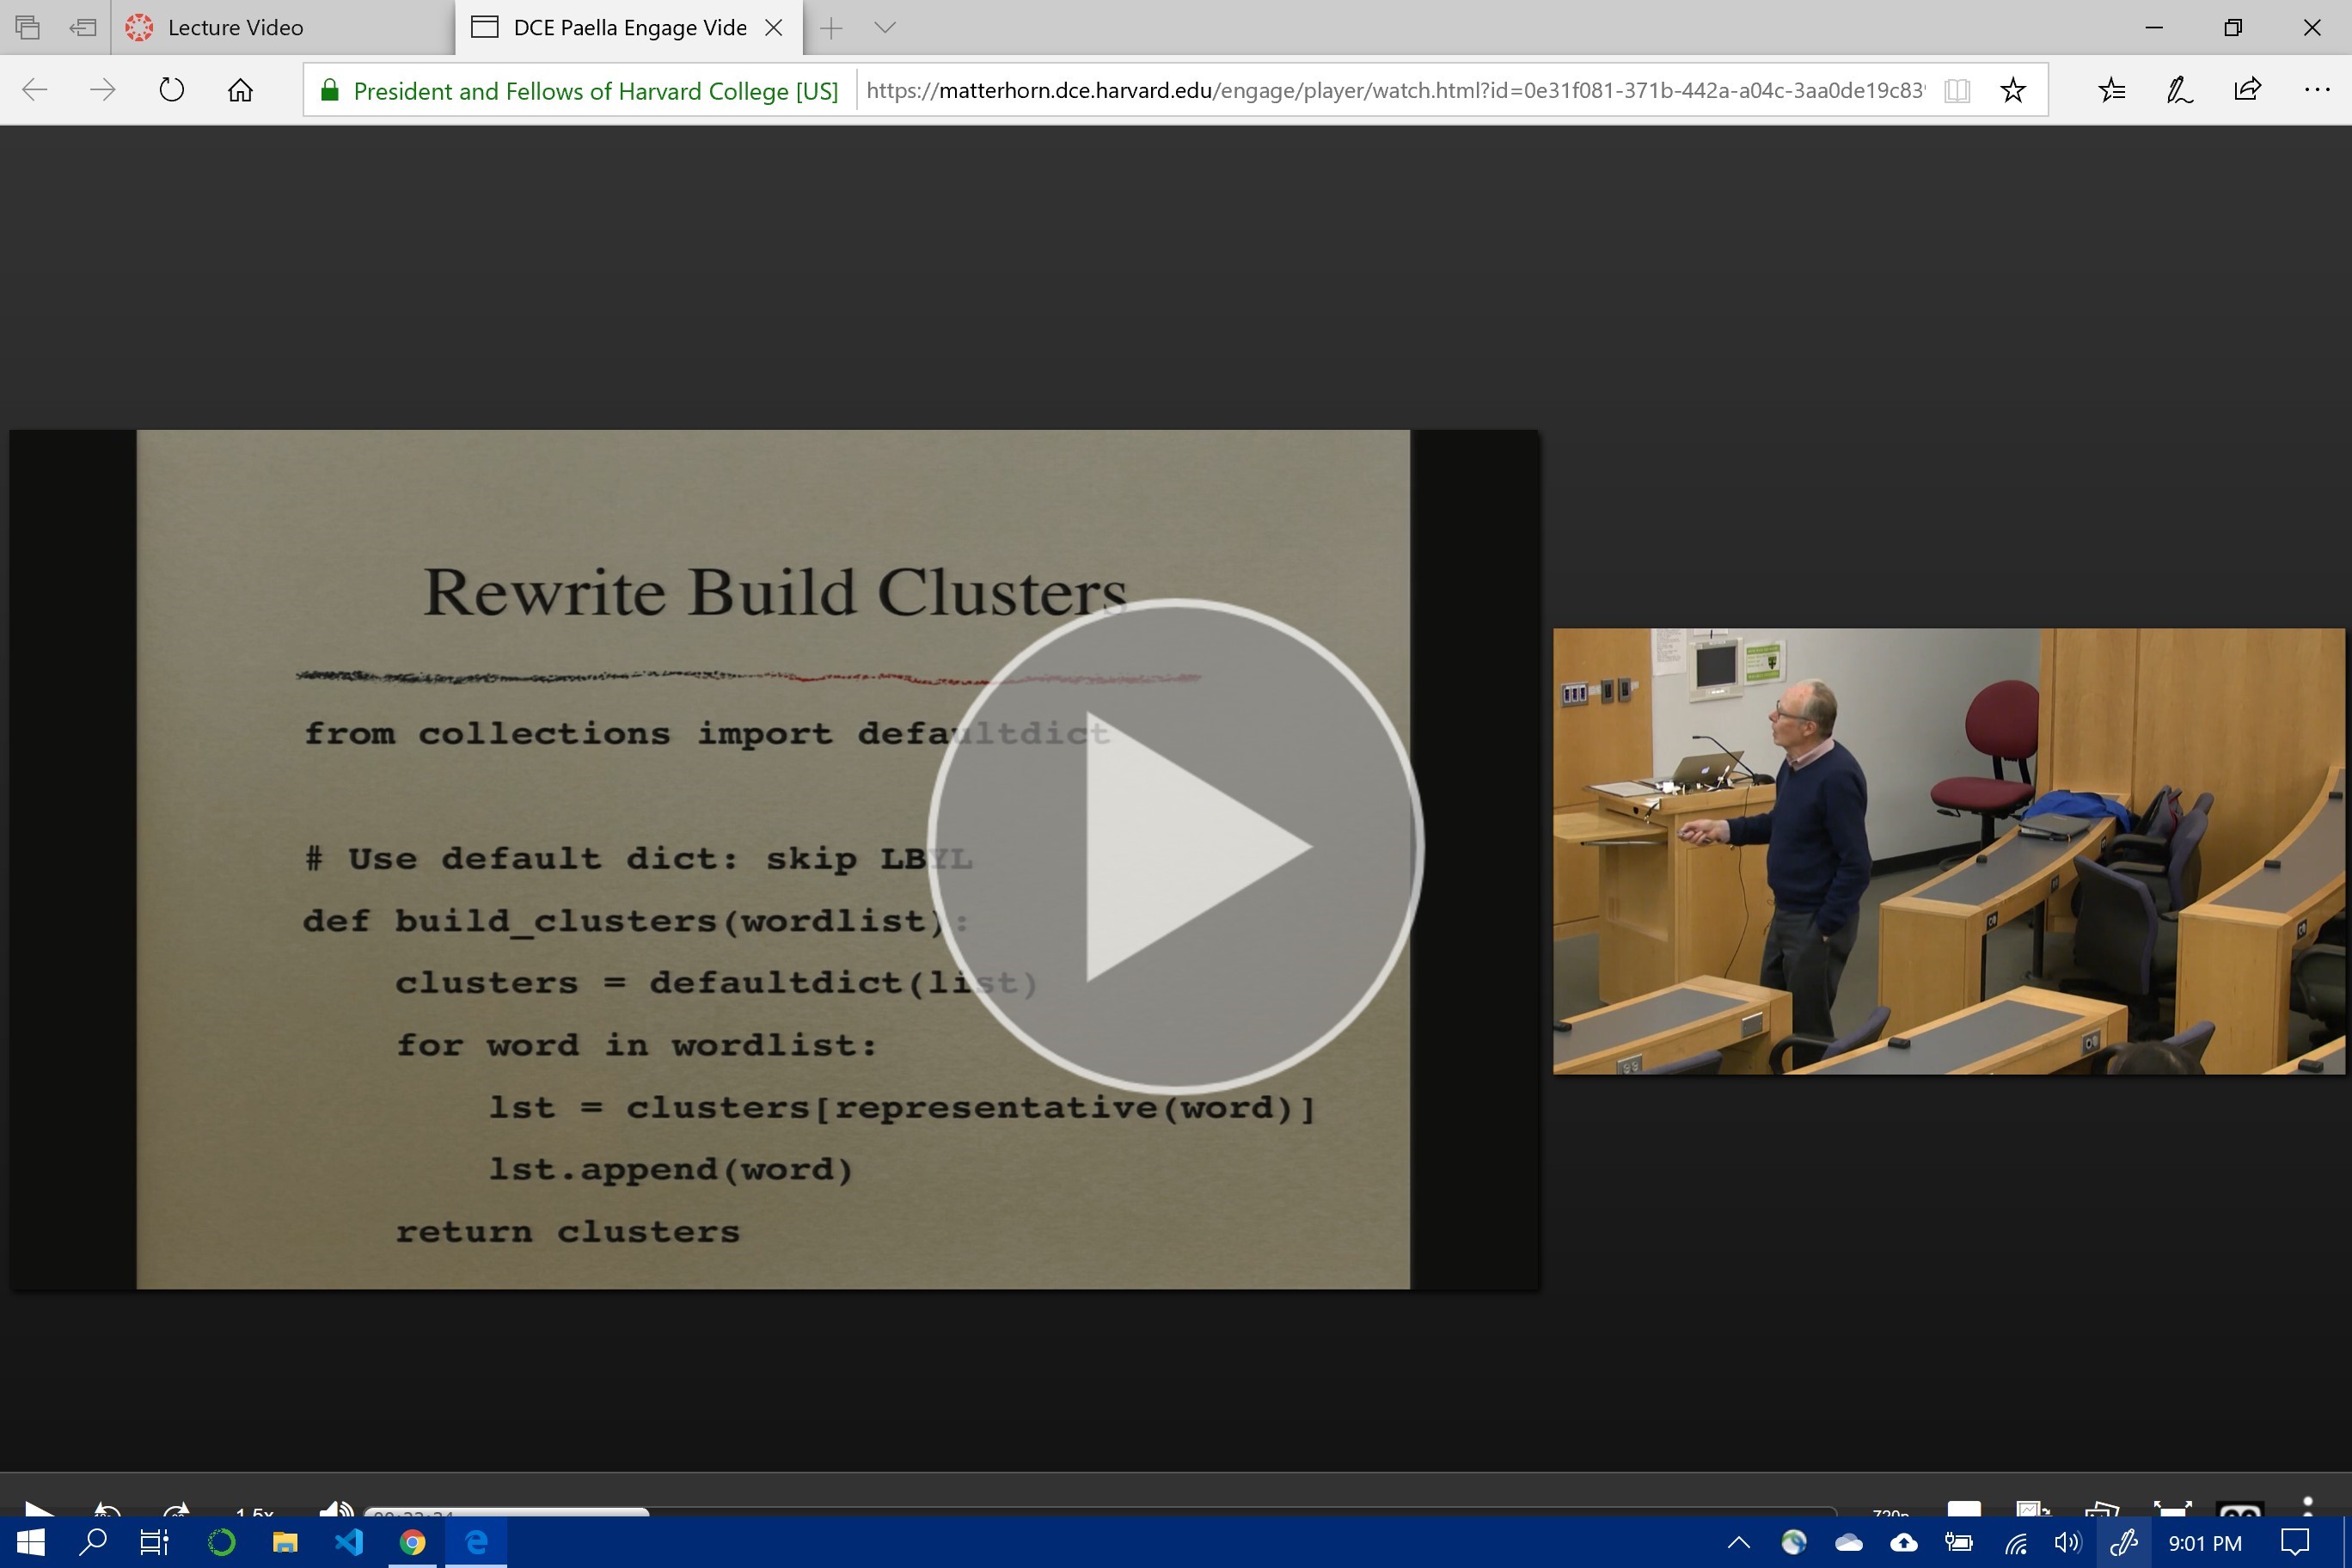 Lecture Video
DCE Paella Engage Vide
President and Fellows of Harvard College [US]
https://matterhorn.dce.harvard.edu/engage/player/watch.html?id=0e31f081-371b-442a-a04c-3aa0de19c83
Rewrite Build Clusters
from collections import defaultdict
# Use default dict: skip LBYL
def build_clusters(wordlist):
clusters = defaultdict(list)
for word in wordlist:
lst = clusters[representative(word)]
lst.append(word)
return clusters
1.5x
720p
9:01 PM